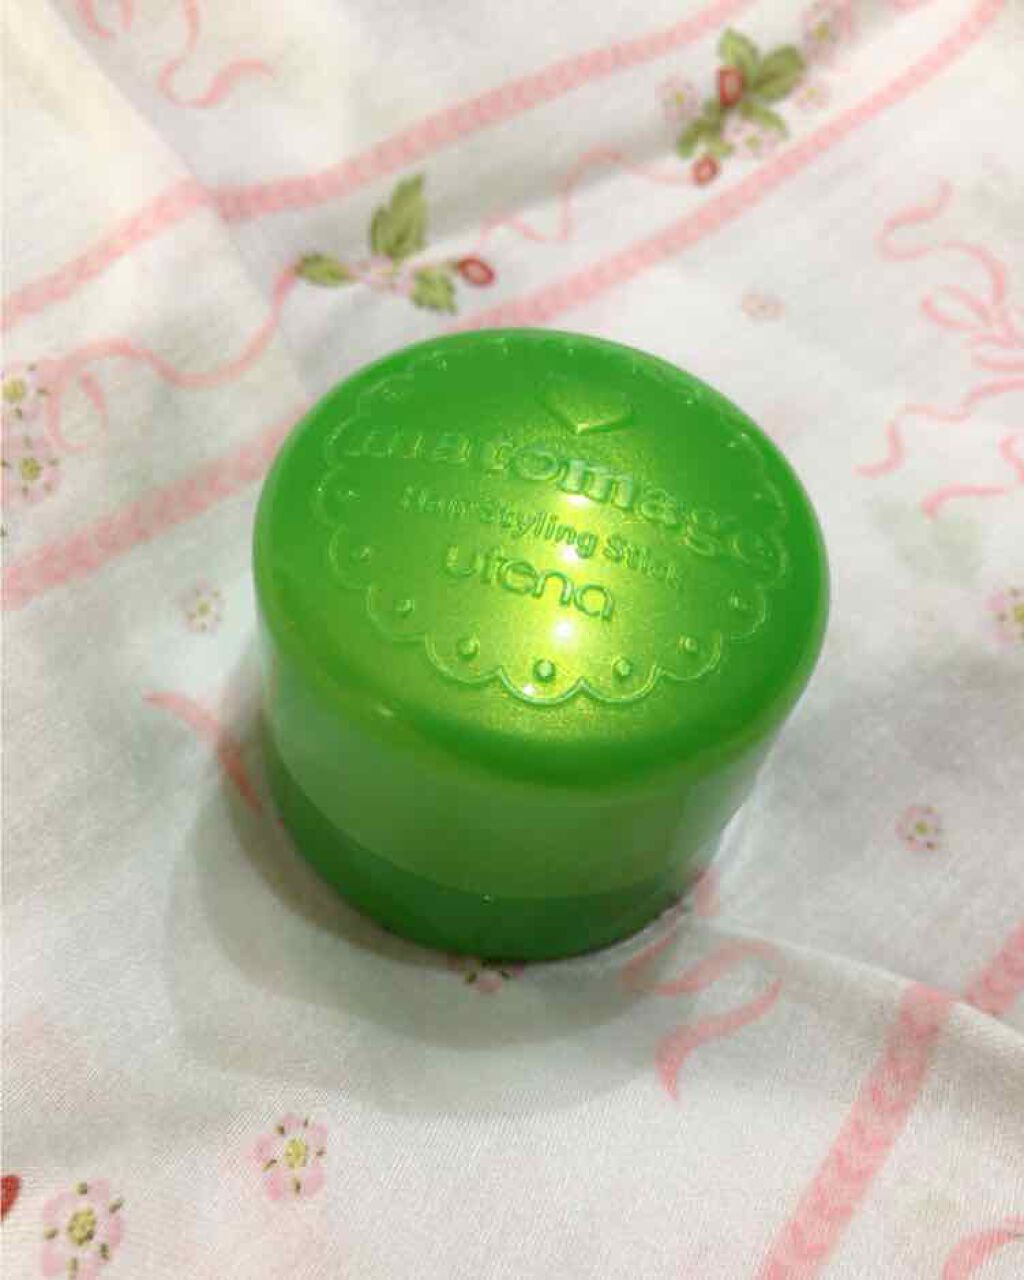 matomage
HairStyling Stick
utena